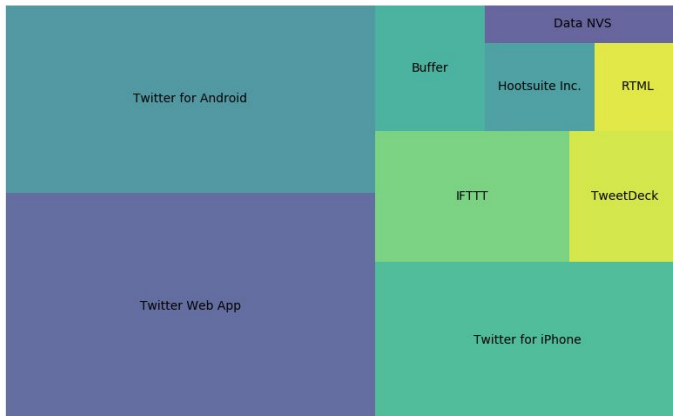 Data NVS
Buffer
Hootsuite Inc.
RTML
Twitter for Android
IFTTT
TweetDeck
Twitter Web App
Twitter for iPhone